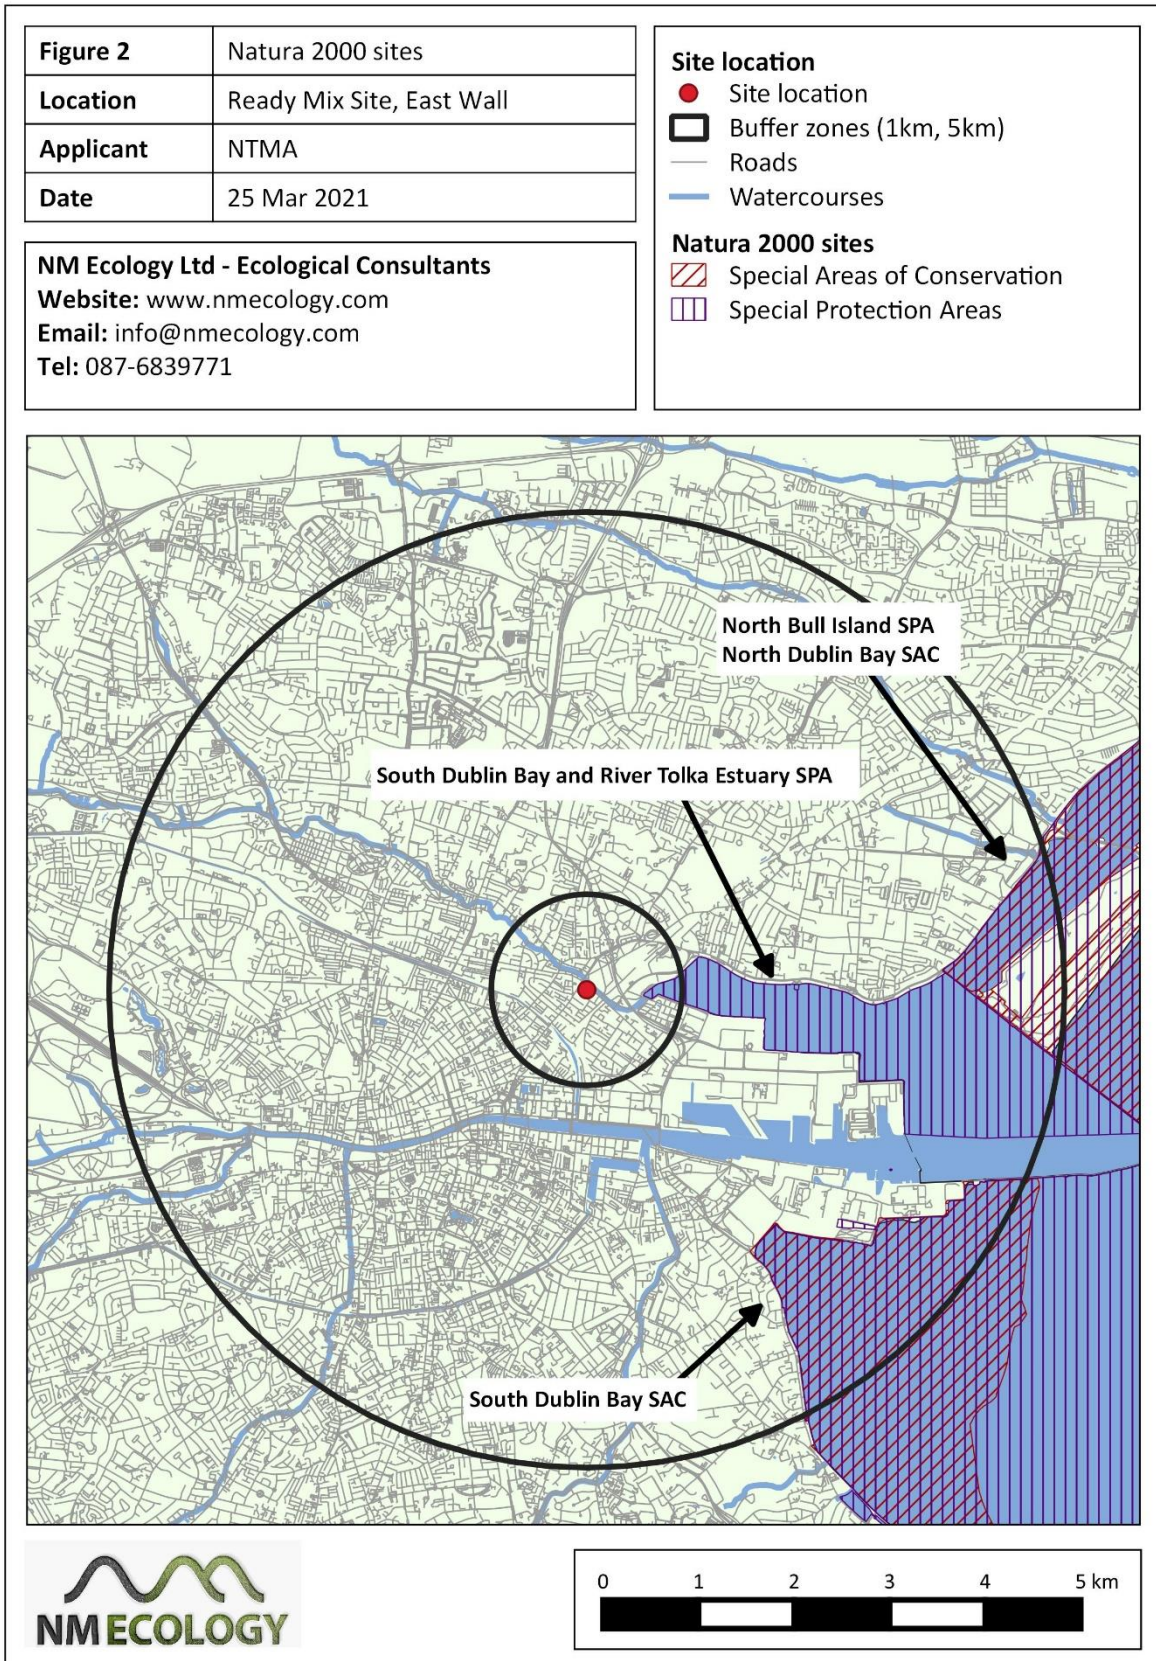 Figure 2 Natura 2000 sites
Location Ready Mix Site, East Wall
Applicant NTMA
Date 25 Mar 2021
NM Ecology Ltd - Ecological Consultants
Website: www.nmecology.com
Email: info@nmecology.com
Tel: 087-6839771
Site location
Site location
Buffer zones (1km, 5km)
Roads
Watercourses
Natura 2000 sites
Special Areas of Conservation
Special Protection Areas
North Bull Island SPA
North Dublin Bay SAC
South Dublin Bay and River Tolka Estuary SPA
South Dublin Bay SAC
NM ECOLOGY
0 1 2 3 4 5 km